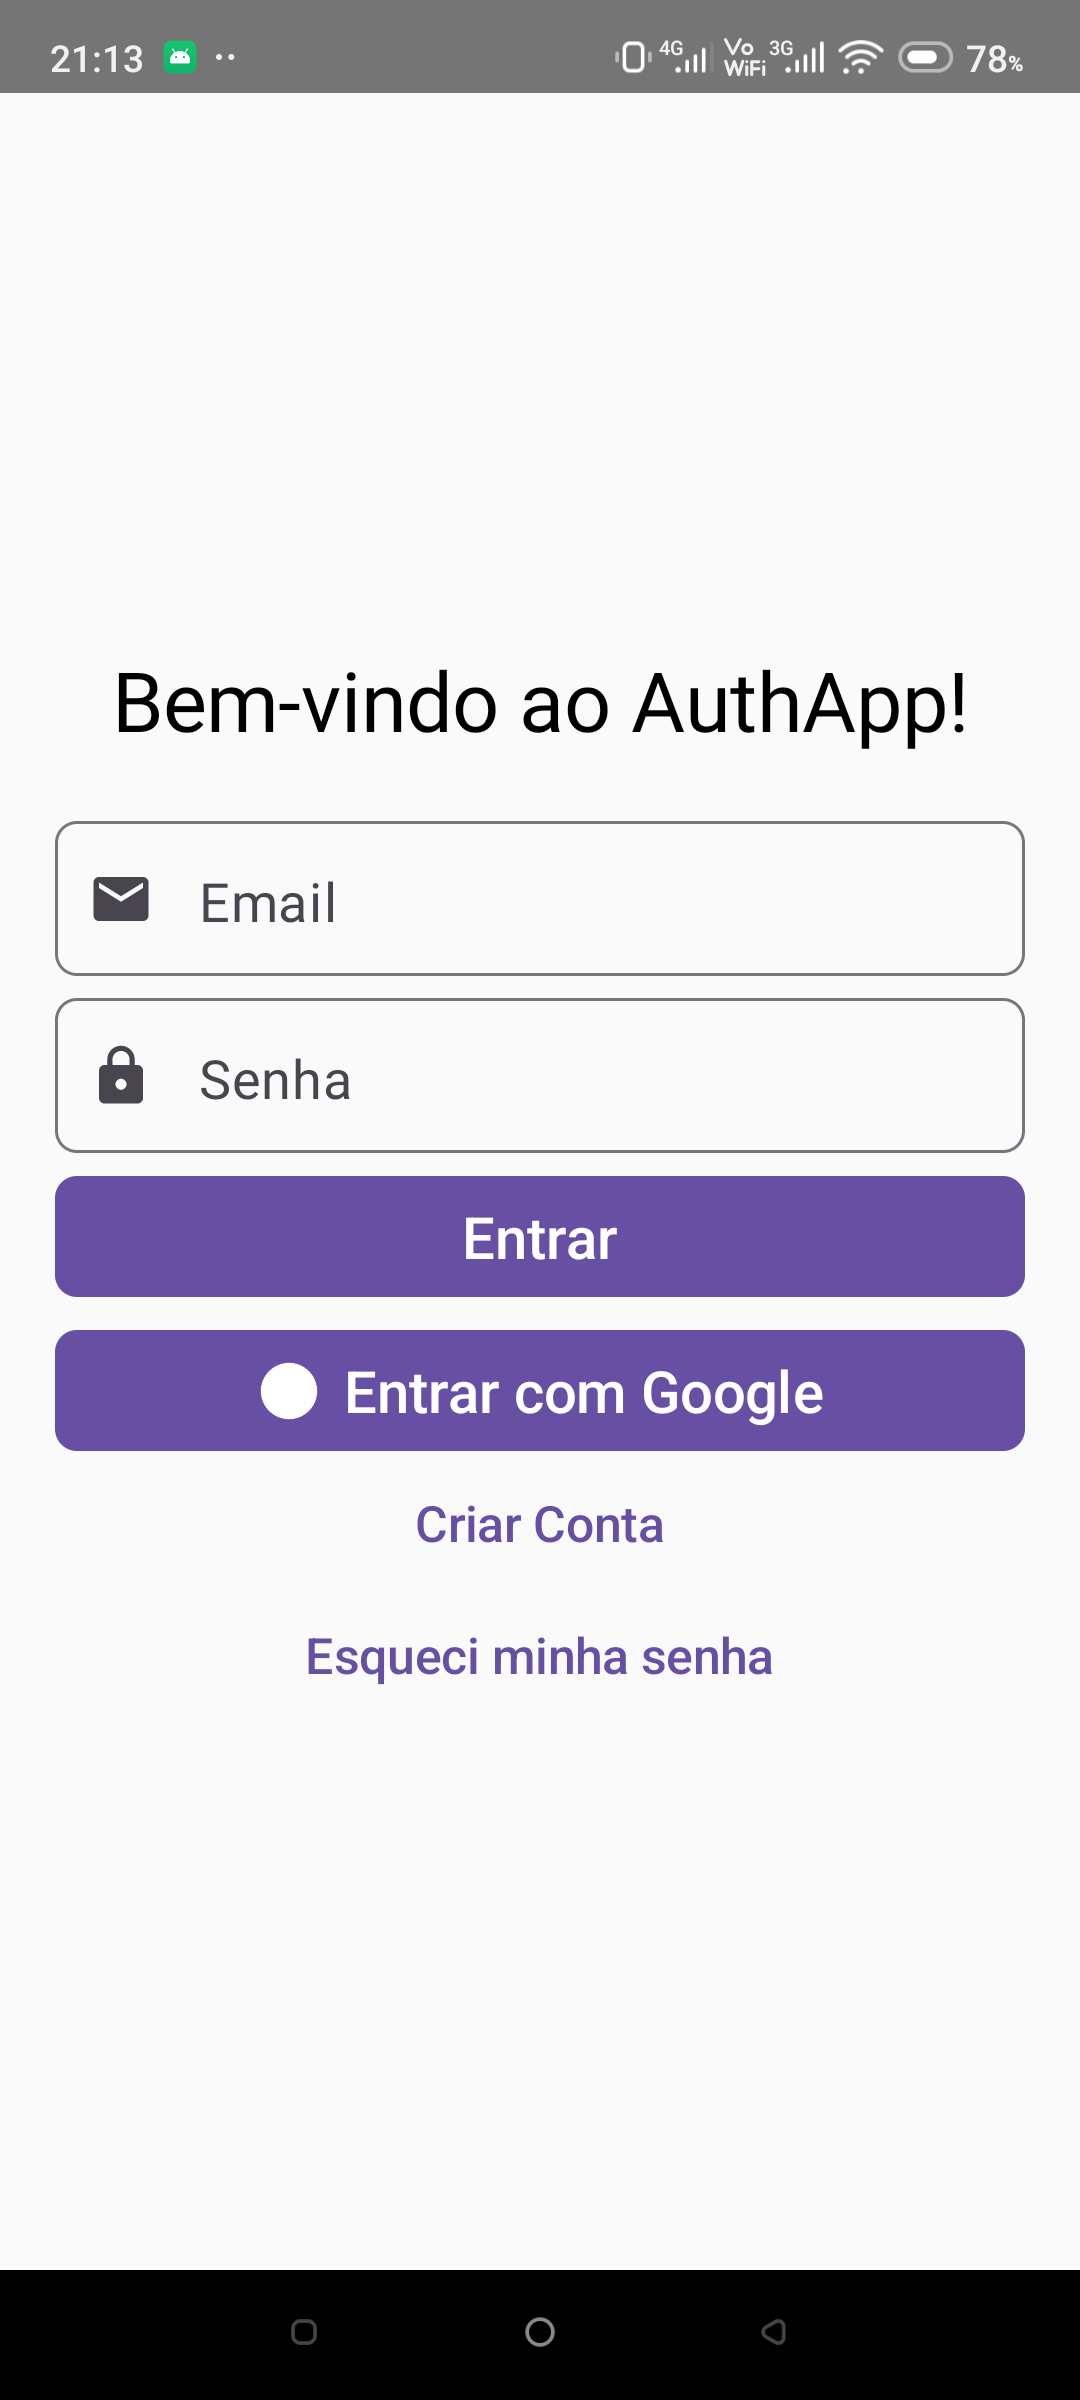 21:13 4G Vo WiFi 3G 78%
Bem-vindo ao AuthApp!
Email
Senha
Entrar
Entrar com Google
Criar Conta
Esqueci minha senha